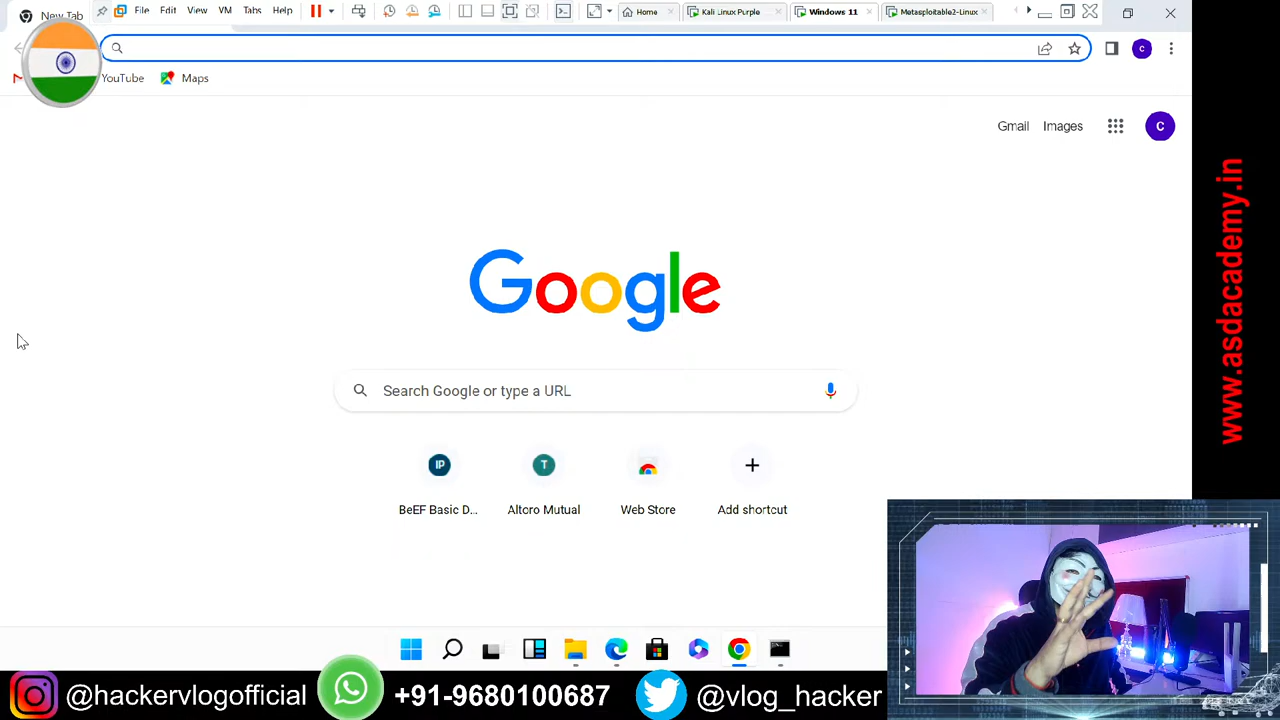 New Tab
File Edit View VM Tabs Help
Home
Kali Linux Purple
Windows 11
Metasploitable2-Linux
C
YouTube
Maps
Gmail Images
C
Google
Search Google or type a URL
IP
T
BeEF Basic D...
Altoro Mutual
Web Store
Add shortcut
www.asdacademy.in
@hackervlogofficial
+91-9680100687
@vlog_hacker